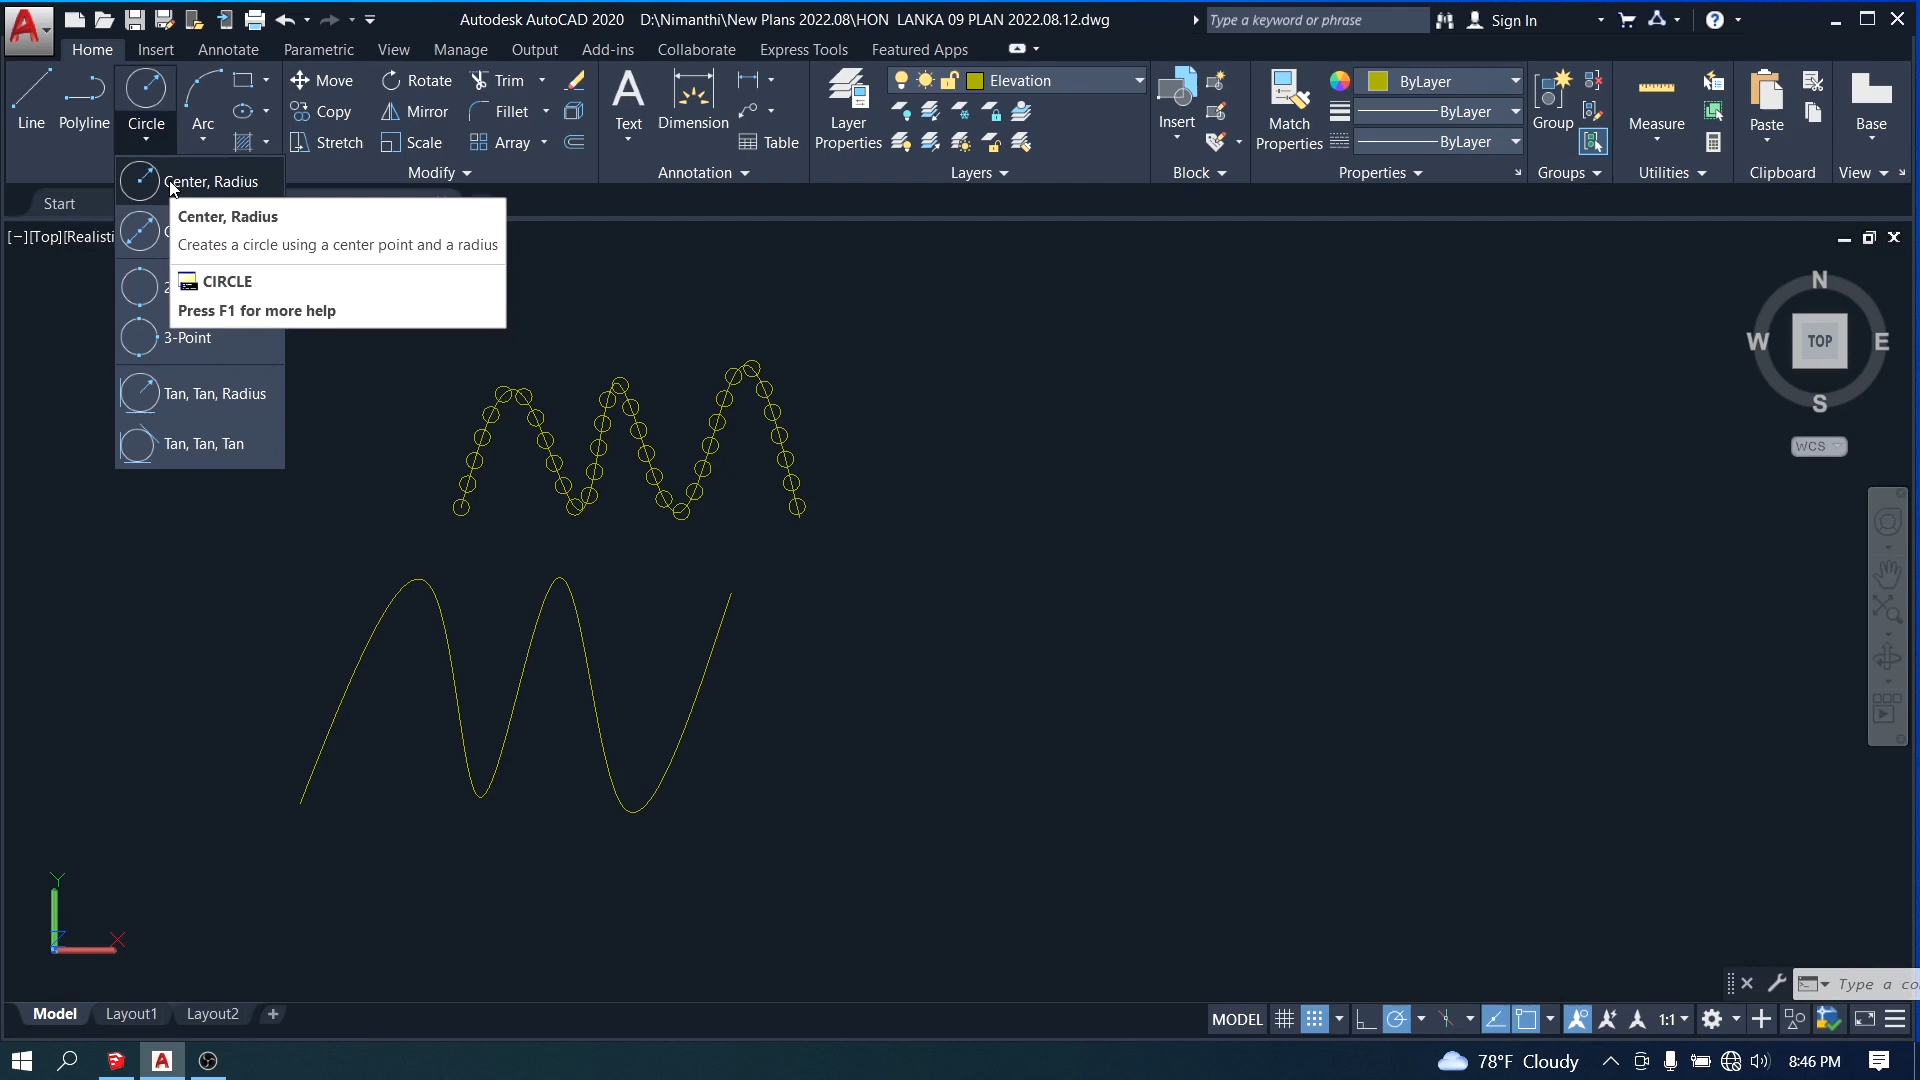 Autodesk AutoCAD 2020 D:\Nimanthi\New Plans 2022.08\HON LANKA 09 PLAN 2022.08.12.dwg
Type a keyword or phrase
Sign In
Home Insert Annotate Parametric View Manage Output Add-ins Collaborate Express Tools Featured Apps
Line Polyline Circle Arc
Move Rotate Trim
Copy Mirror Fillet
Stretch Scale Array
Text Dimension Table
Layer Properties
Elevation
Insert
Match Properties
ByLayer
ByLayer
ByLayer
Group
Measure
Paste
Base
Modify Annotation Layers Block Properties Groups Utilities Clipboard View
Start
[−][Top][Realisti
Center, Radius
Center, Radius
Creates a circle using a center point and a radius
CIRCLE
Press F1 for more help
3-Point
Tan, Tan, Radius
Tan, Tan, Tan
N
W TOP E
S
WCS
Y
X
Type a co
Model Layout1 Layout2 +
MODEL 1:1
78°F Cloudy 8:46 PM